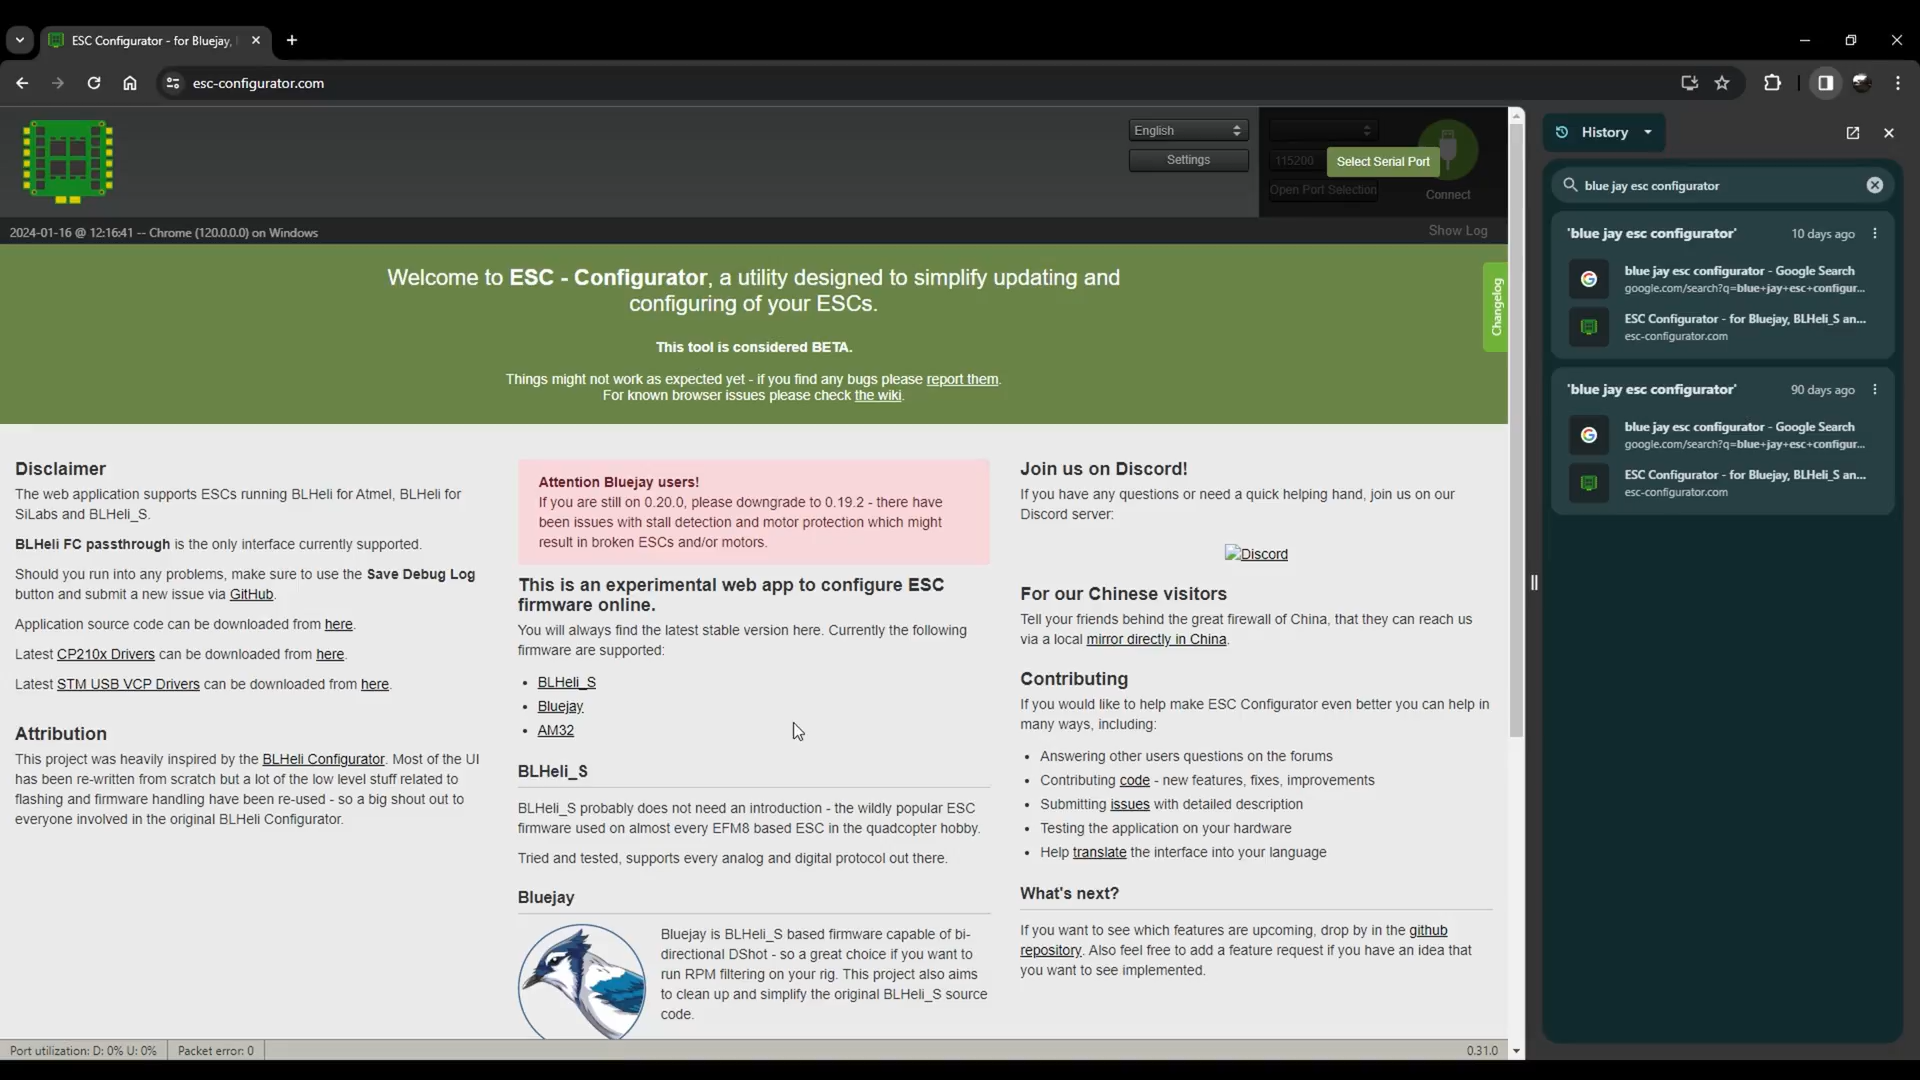 ESC Configurator - for Bluejay,
esc-configurator.com
English
Settings
115200
Select Serial Port
Open Port Selection
Connect
2024-01-16 @ 12:16:41 -- Chrome (120.0.0.0) on Windows
Show Log
Welcome to ESC - Configurator, a utility designed to simplify updating and
configuring of your ESCs.
This tool is considered BETA.
Things might not work as expected yet - if you find any bugs please report them.
For known browser issues please check the wiki.
Changelog
Disclaimer
The web application supports ESCs running BLHeli for Atmel, BLHeli for
SiLabs and BLHeli_S.
BLHeli FC passthrough is the only interface currently supported.
Should you run into any problems, make sure to use the Save Debug Log
button and submit a new issue via GitHub.
Application source code can be downloaded from here.
Latest CP210x Drivers can be downloaded from here.
Latest STM USB VCP Drivers can be downloaded from here.
Attribution
This project was heavily inspired by the BLHeli Configurator. Most of the UI
has been re-written from scratch but a lot of the low level stuff related to
flashing and firmware handling have been re-used - so a big shout out to
everyone involved in the original BLHeli Configurator.
Attention Bluejay users!
If you are still on 0.20.0, please downgrade to 0.19.2 - there have
been issues with stall detection and motor protection which might
result in broken ESCs and/or motors.
This is an experimental web app to configure ESC
firmware online.
You will always find the latest stable version here. Currently the following
firmware are supported:
• BLHeli_S
• Bluejay
• AM32
BLHeli_S
BLHeli_S probably does not need an introduction - the wildly popular ESC
firmware used on almost every EFM8 based ESC in the quadcopter hobby.
Tried and tested, supports every analog and digital protocol out there.
Bluejay
Bluejay is BLHeli_S based firmware capable of bi-
directional DShot - so a great choice if you want to
run RPM filtering on your rig. This project also aims
to clean up and simplify the original BLHeli_S source
code.
Join us on Discord!
If you have any questions or need a quick helping hand, join us on our
Discord server:
Discord
For our Chinese visitors
Tell your friends behind the great firewall of China, that they can reach us
via a local mirror directly in China.
Contributing
If you would like to help make ESC Configurator even better you can help in
many ways, including:
• Answering other users questions on the forums
• Contributing code - new features, fixes, improvements
• Submitting issues with detailed description
• Testing the application on your hardware
• Help translate the interface into your language
What's next?
If you want to see which features are upcoming, drop by in the github
repository. Also feel free to add a feature request if you have an idea that
you want to see implemented.
Port utilization: D: 0% U: 0%
Packet error: 0
0.31.0
History
blue jay esc configurator
'blue jay esc configurator'
10 days ago
blue jay esc configurator - Google Search
google.com/search?q=blue+jay+esc+configur...
ESC Configurator - for Bluejay, BLHeli_S an...
esc-configurator.com
'blue jay esc configurator'
90 days ago
blue jay esc configurator - Google Search
google.com/search?q=blue+jay+esc+configur...
ESC Configurator - for Bluejay, BLHeli_S an...
esc-configurator.com